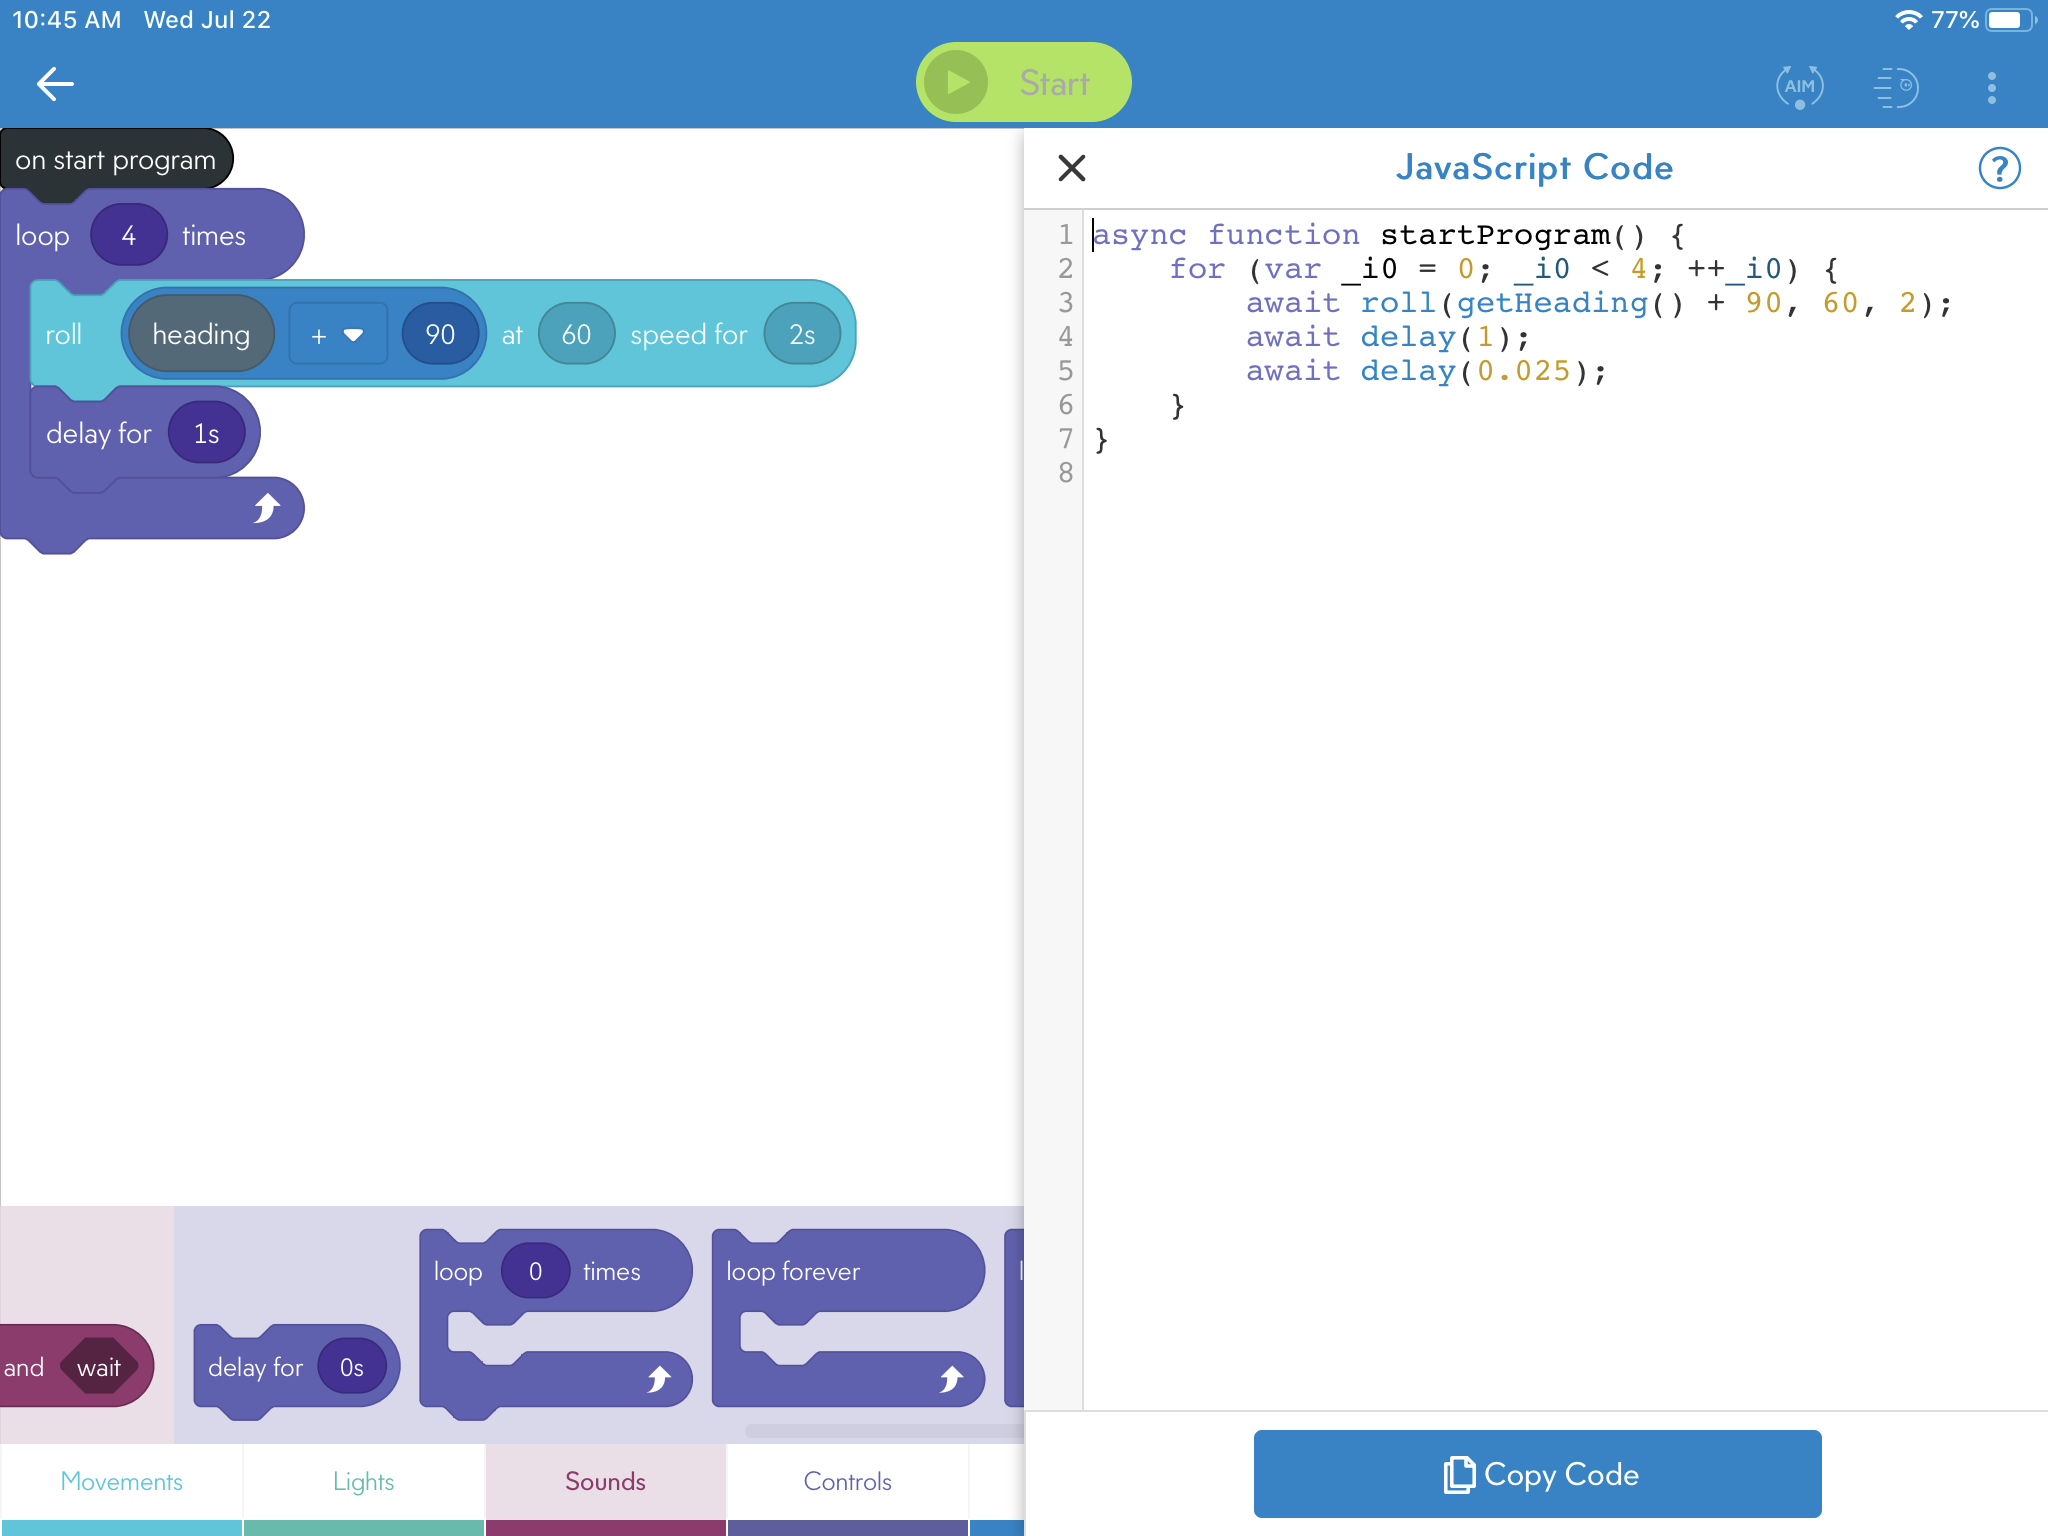 10:45 AM Wed Jul 22
77%
Start
AIM
on start program
loop 4 times
roll heading + 90 at 60 speed for 2s
delay for 1s
JavaScript Code
?
1 async function startProgram() {
2 for (var _i0 = 0; _i0 < 4; ++_i0) {
3 await roll(getHeading() + 90, 60, 2);
4 await delay(1);
5 await delay(0.025);
6 }
7 }
8
loop 0 times
loop forever
and wait
delay for 0s
Movements
Lights
Sounds
Controls
Copy Code